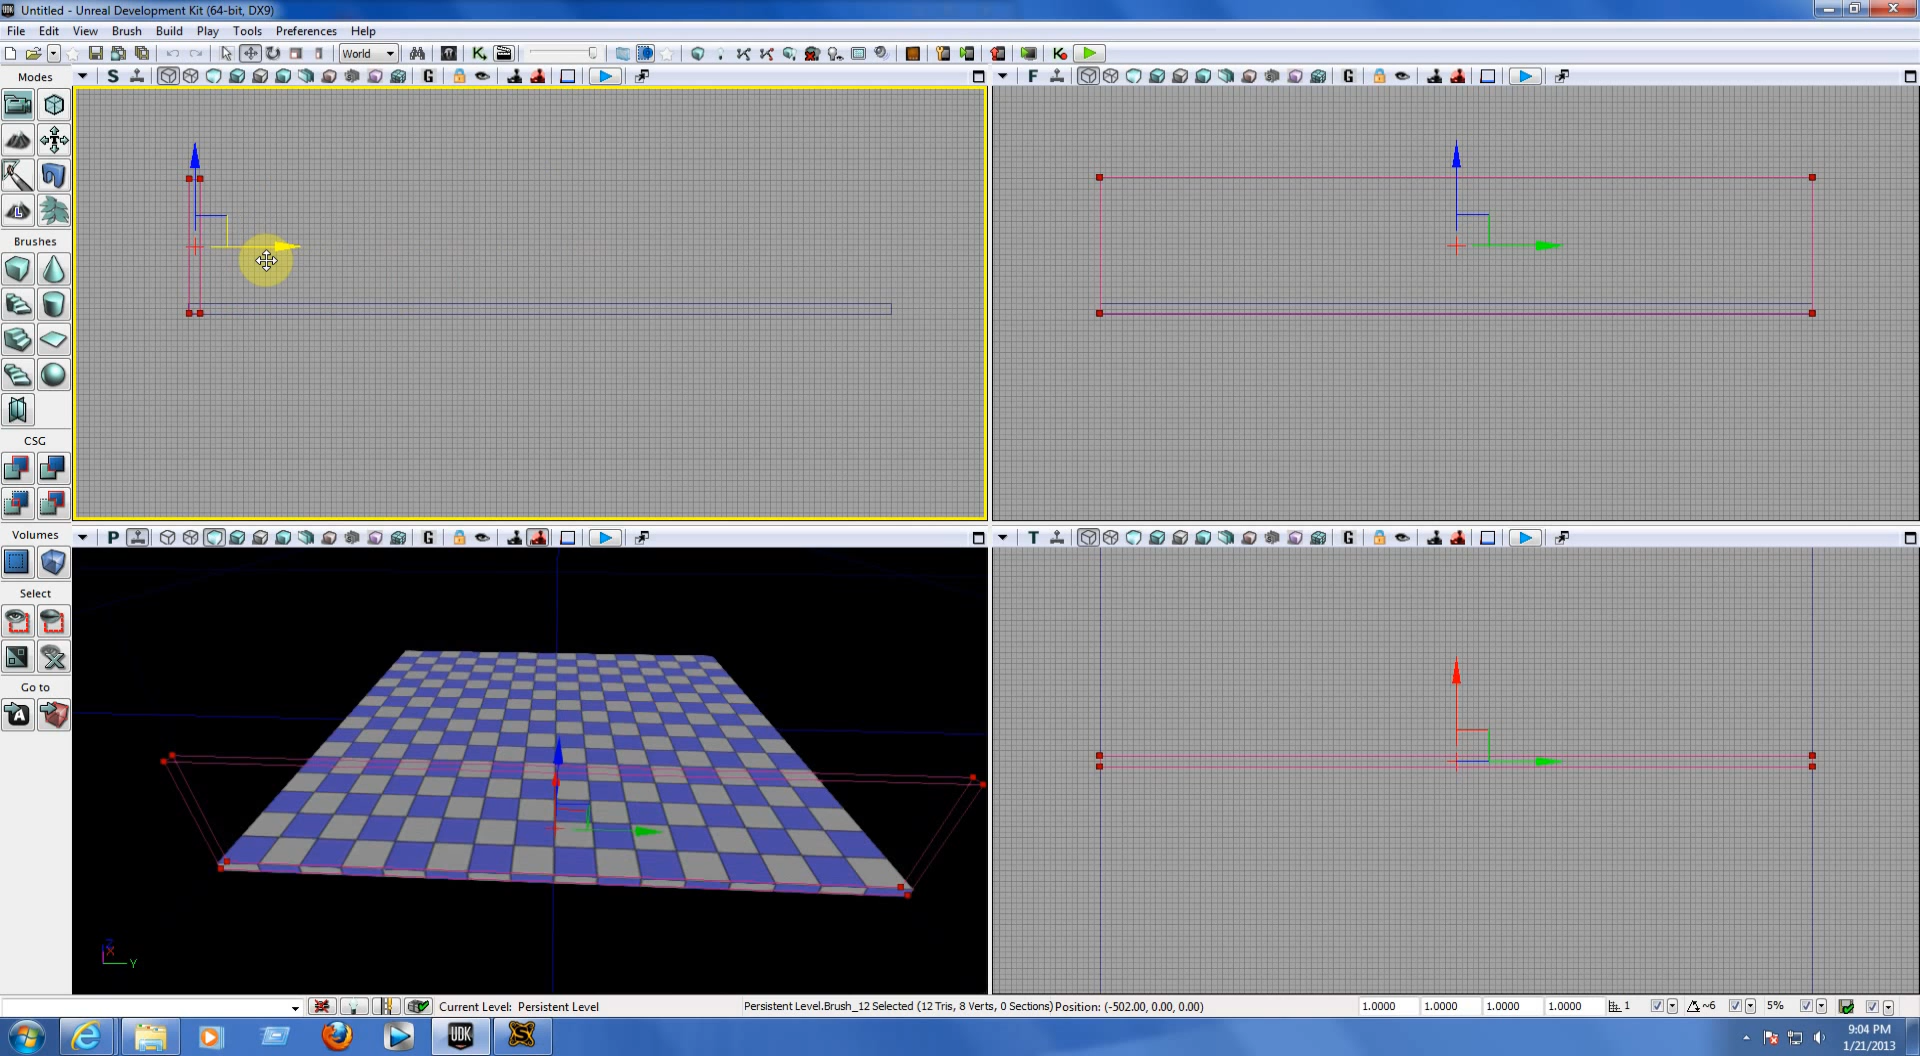 Untitled - Unreal Development Kit (64-bit, DX9)
File Edit View Brush Build Play Tools Preferences Help
World
Modes
S G
F G
Brushes
CSG
Volumes
P G
T G
Select
Go to
A
Z X Y
Current Level: Persistent Level
Persistent Level.Brush_12 Selected (12 Tris, 8 Verts, 0 Sections) Position: (-502.00, 0.00, 0.00)
1.0000 1.0000 1.0000 1.0000 1 ~6 5%
UDK
9:04 PM
1/21/2013